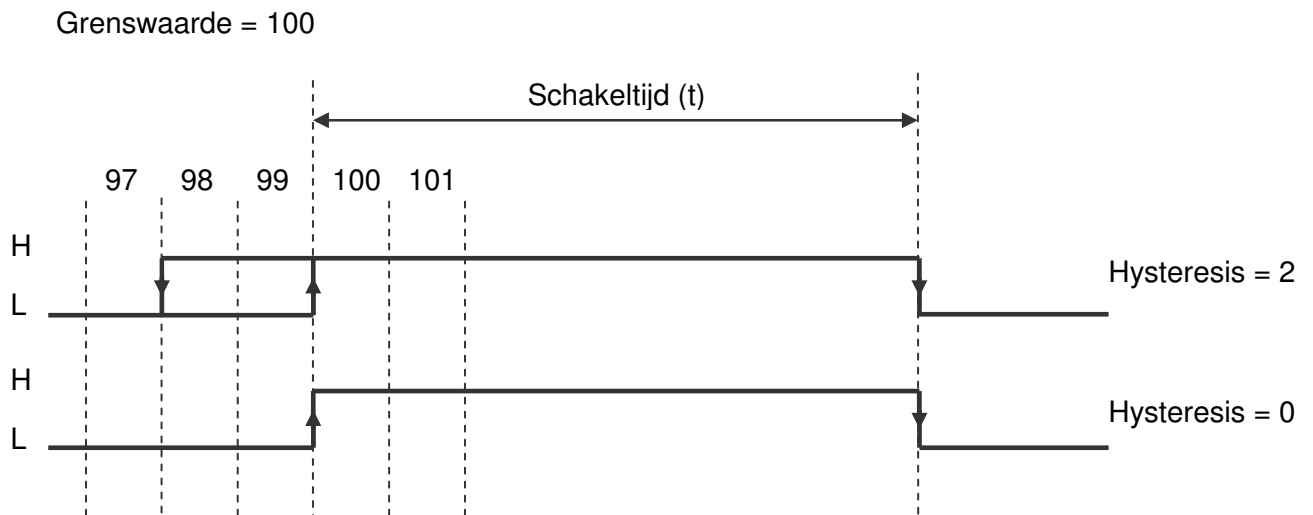 Grenswaarde = 100
Schakeltijd (t)
97 98 99 100 101
H
Hysteresis = 2
L
H
Hysteresis = 0
L